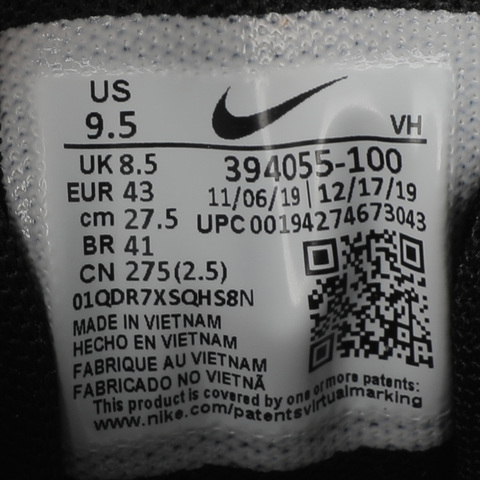 US
9.5
VH
UK 8.5
394055-100
EUR 43
11/06/19 | 12/17/19
cm 27.5
UPC 00194274673043
BR 41
CN 275(2.5)
01QDR7XSQHS8N
MADE IN VIETNAM
HECHO EN VIETNAM
FABRIQUE AU VIETNAM
FABRICADO NO VIETNÃ
This product is covered by one or more patents:
www.nike.com/patentsvirtualmarking